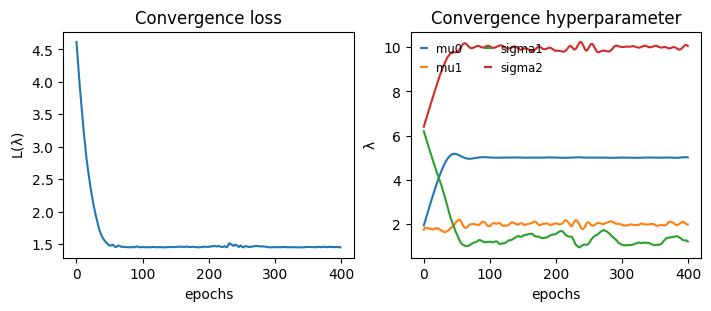 Convergence loss
4.5
4.0
3.5
3.0
2.5
2.0
1.5
L(λ)
0 100 200 300 400
epochs
Convergence hyperparameter
mu0 sigma1
mu1 sigma2
10
8
6
4
2
λ
0 100 200 300 400
epochs